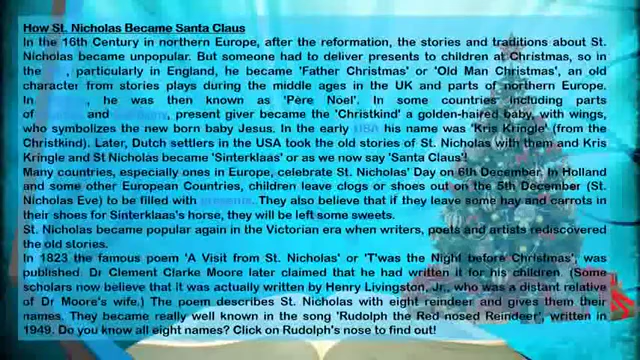 How St. Nicholas Became Santa Claus
In the 16th Century in northern Europe, after the reformation, the stories and traditions about St.
Nicholas became unpopular. But someone had to deliver presents to children at Christmas, so in
the , particularly in England, he became 'Father Christmas' or 'Old Man Christmas', an old
character from stories plays during the middle ages in the UK and parts of northern Europe.
In , he was then known as 'Père Nöel'. In some countries including parts
of and , present giver became the 'Christkind' a golden-haired baby, with wings,
who symbolizes the new born baby Jesus. In the early USA his name was 'Kris Kringle' (from the
Christkind). Later, Dutch settlers in the USA took the old stories of St. Nicholas with them and Kris
Kringle and St Nicholas became 'Sinterklaas' or as we now say 'Santa Claus'!
Many countries, especially ones in Europe, celebrate St. Nicholas' Day on 6th December. In Holland
and some other European Countries, children leave clogs or shoes out on the 5th December (St.
Nicholas Eve) to be filled with presents. They also believe that if they leave some hay and carrots in
their shoes for Sinterklaas's horse, they will be left some sweets.
St. Nicholas became popular again in the Victorian era when writers, poets and artists rediscovered
the old stories.
In 1823 the famous poem 'A Visit from St. Nicholas' or 'T'was the Night before Christmas', was
published. Dr Clement Clarke Moore later claimed that he had written it for his children. (Some
scholars now believe that it was actually written by Henry Livingston, Jr., who was a distant relative
of Dr Moore's wife.) The poem describes St. Nicholas with eight reindeer and gives them their
names. They became really well known in the song 'Rudolph the Red nosed Reindeer', written in
1949. Do you know all eight names? Click on Rudolph's nose to find out!